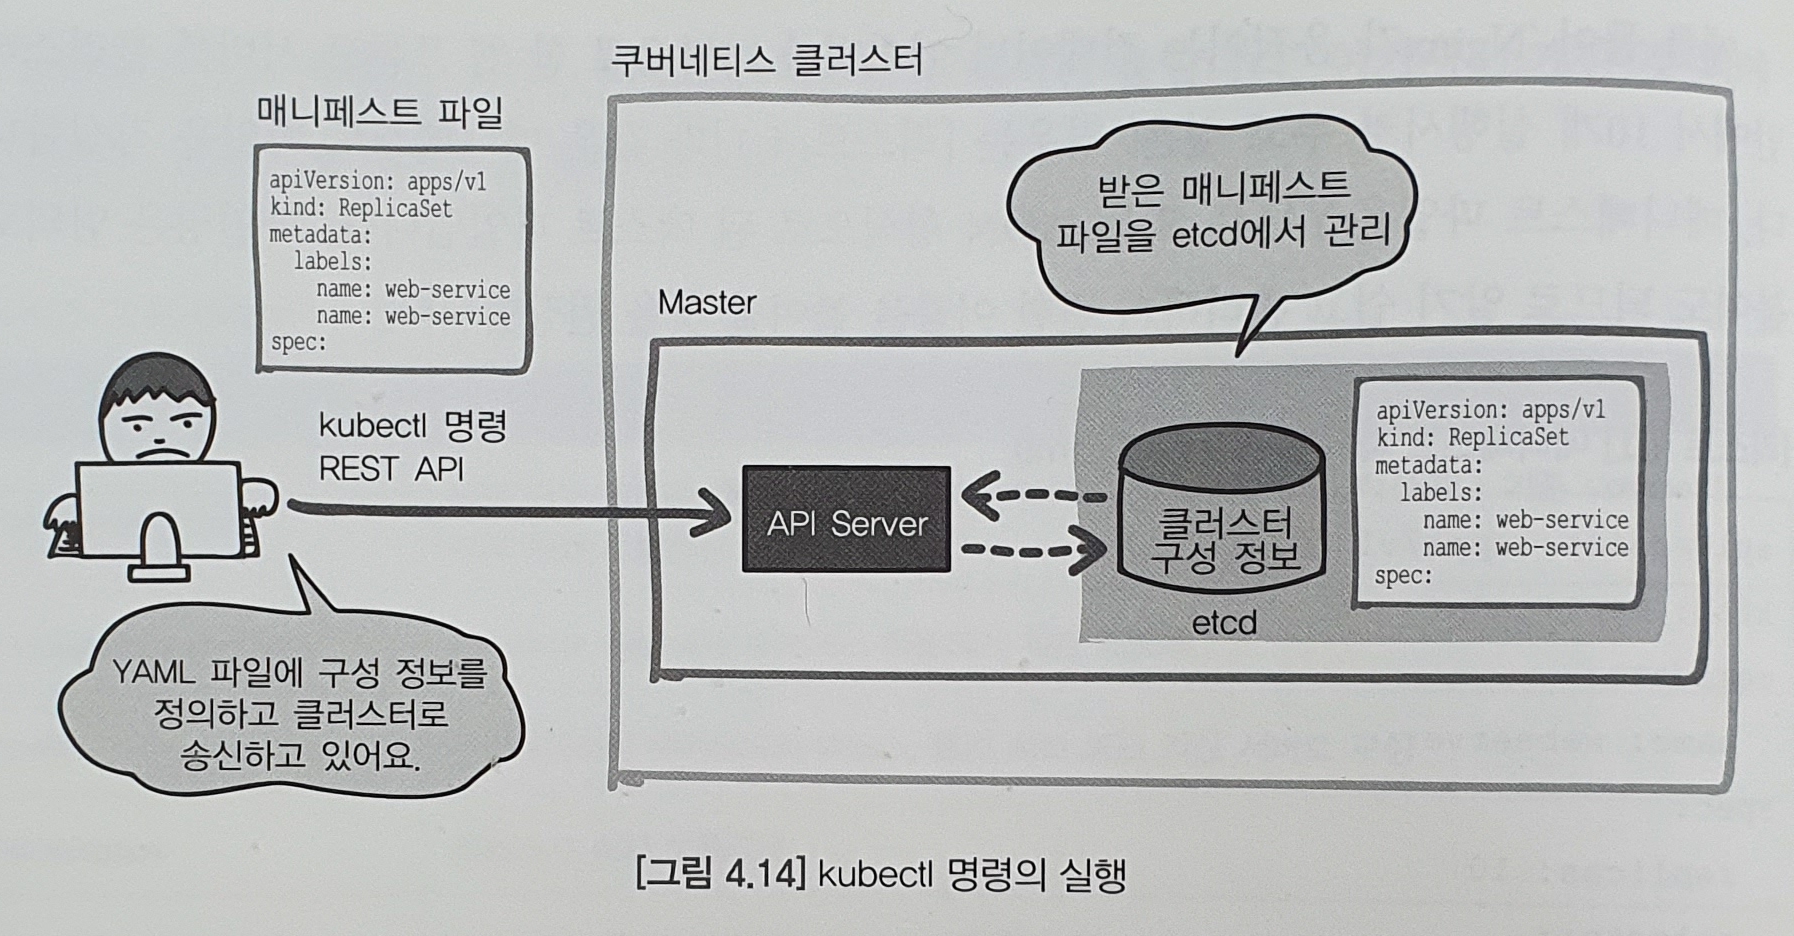 쿠버네티스 클러스터
매니페스트 파일
apiVersion: apps/v1
kind: ReplicaSet
metadata:
labels:
name: web-service
name: web-service
spec:
kubectl 명령
REST API
YAML 파일에 구성 정보를
정의하고 클러스터로
송신하고 있어요.
Master
받은 매니페스트
파일을 etcd에서 관리
API Server
클러스터
구성 정보
etcd
apiVersion: apps/v1
kind: ReplicaSet
metadata:
labels:
name: web-service
name: web-service
spec:
[그림 4.14] kubectl 명령의 실행